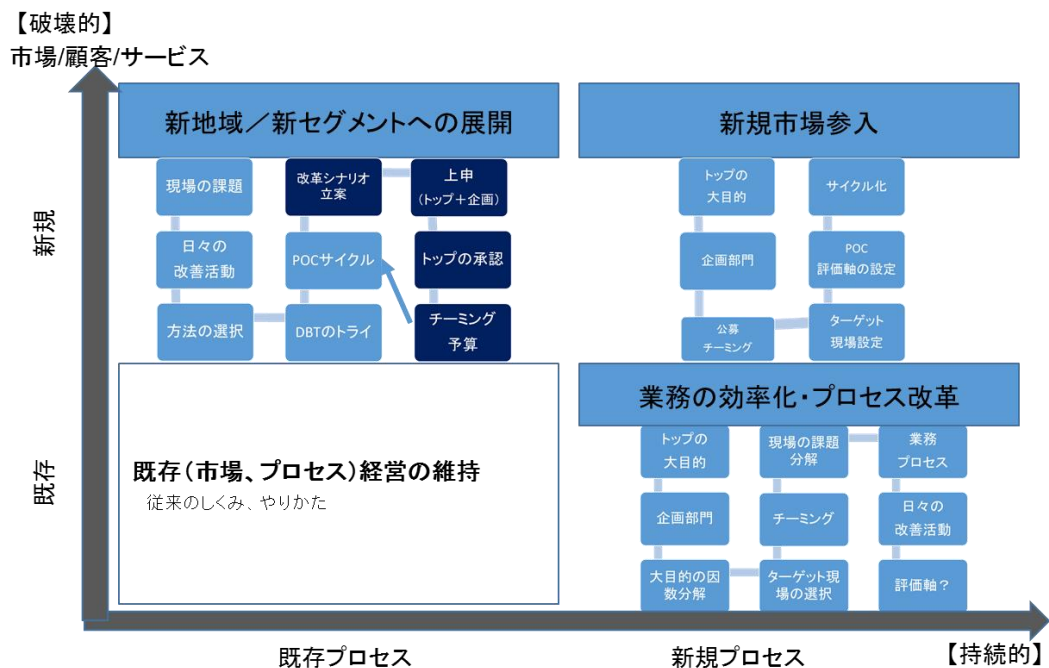 【破壊的】
市場/顧客/サービス
新規
既存
新地域／新セグメントへの展開
現場の課題
日々の
改善活動
方法の選択
DBTのトライ
POCサイクル
改革シナリオ
立案
上申
(トップ＋企画)
トップの承認
チーミング
予算
新規市場参入
トップの
大目的
企画部門
公募
チーミング
ターゲット
現場設定
POC
評価軸の設定
サイクル化
既存（市場、プロセス）経営の維持
従来のしくみ、やりかた
業務の効率化・プロセス改革
トップの
大目的
企画部門
大目的の因
数分解
ターゲット現
場の選択
チーミング
現場の課題
分解
業務
プロセス
日々の
改善活動
評価軸？
既存プロセス
新規プロセス
【持続的】